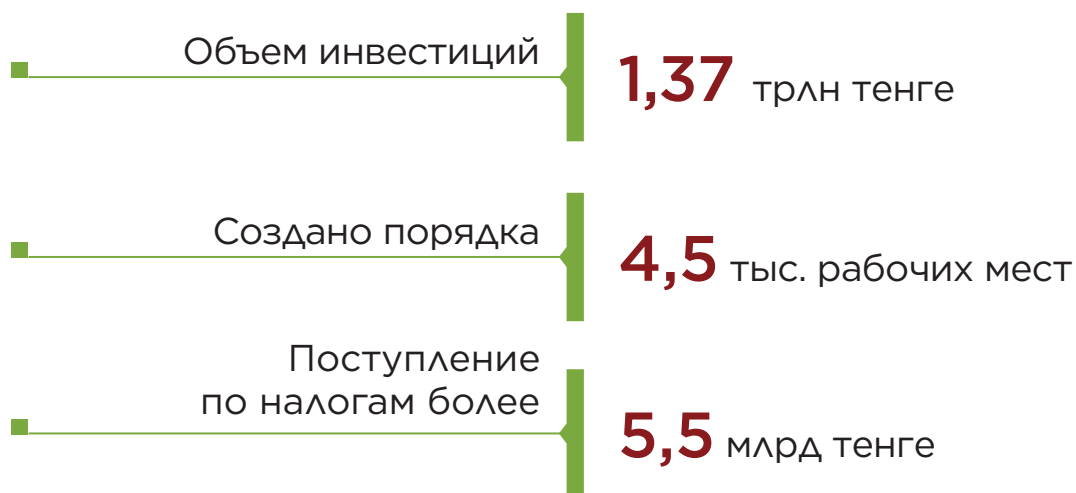 Объем инвестиций
1,37 трлн тенге
Создано порядка
4,5 тыс. рабочих мест
Поступление
по налогам более
5,5 млрд тенге